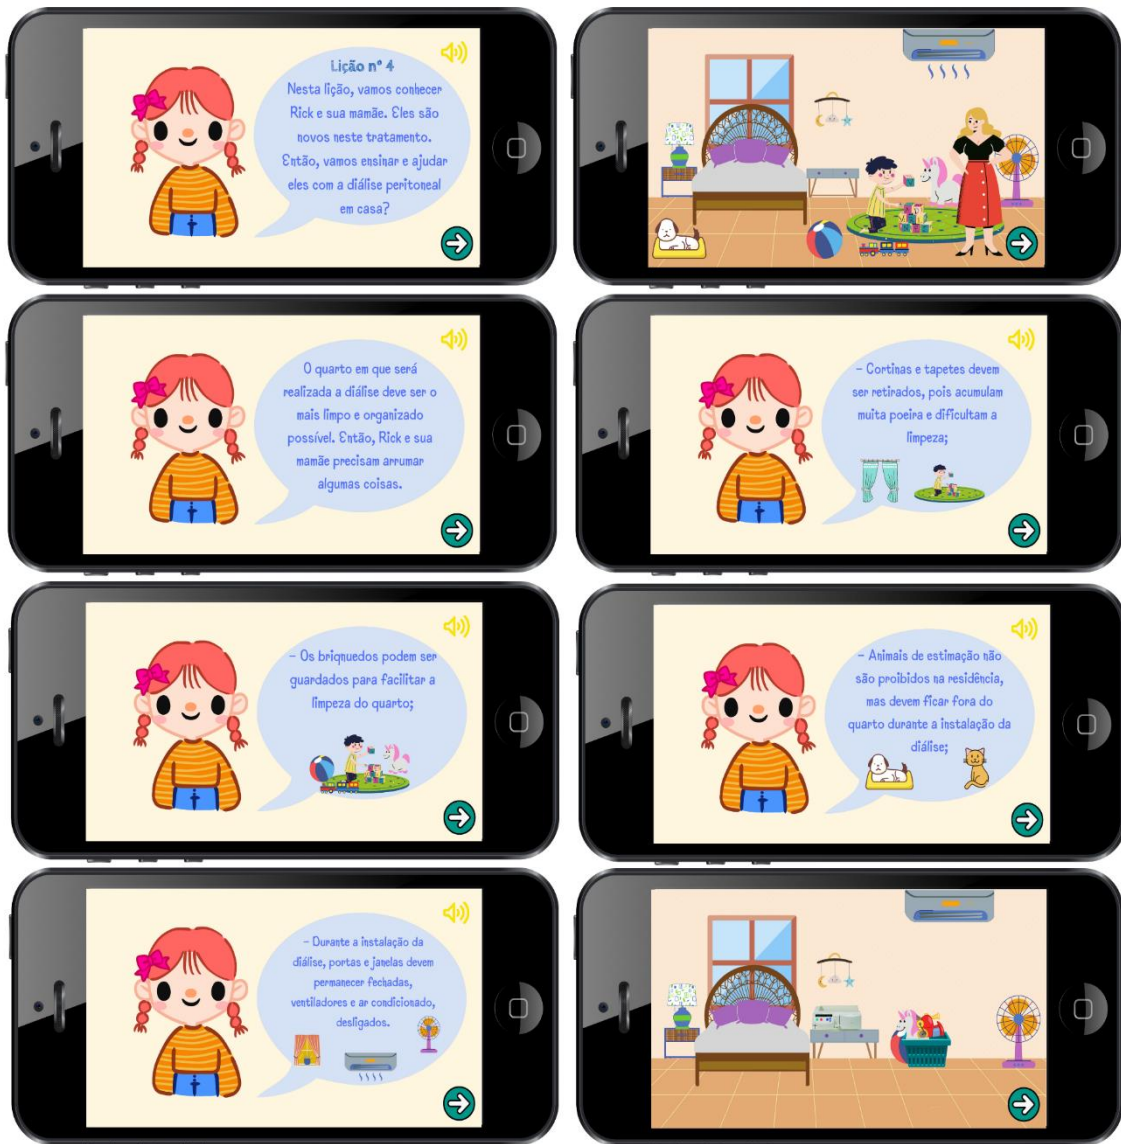 Lição nº 4
Nesta lição, vamos conhecer
Rick e sua mamãe. Eles são
novos neste tratamento.
Então, vamos ensinar e ajudar
eles com a diálise peritoneal
em casa?
O quarto em que será
realizada a diálise deve ser o
mais limpo e organizado
possível. Então, Rick e sua
mamãe precisam arrumar
algumas coisas.
- Cortinas e tapetes devem
ser retirados, pois acumulam
muita poeira e dificultam a
limpeza;
- Os briquedos podem ser
guardados para facilitar a
limpeza do quarto;
- Animais de estimação não
são proibidos na residência,
mas devem ficar fora do
quarto durante a instalação da
diálise;
- Durante a instalação da
diálise, portas e janelas devem
permanecer fechadas,
ventiladores e ar condicionado,
desligados.